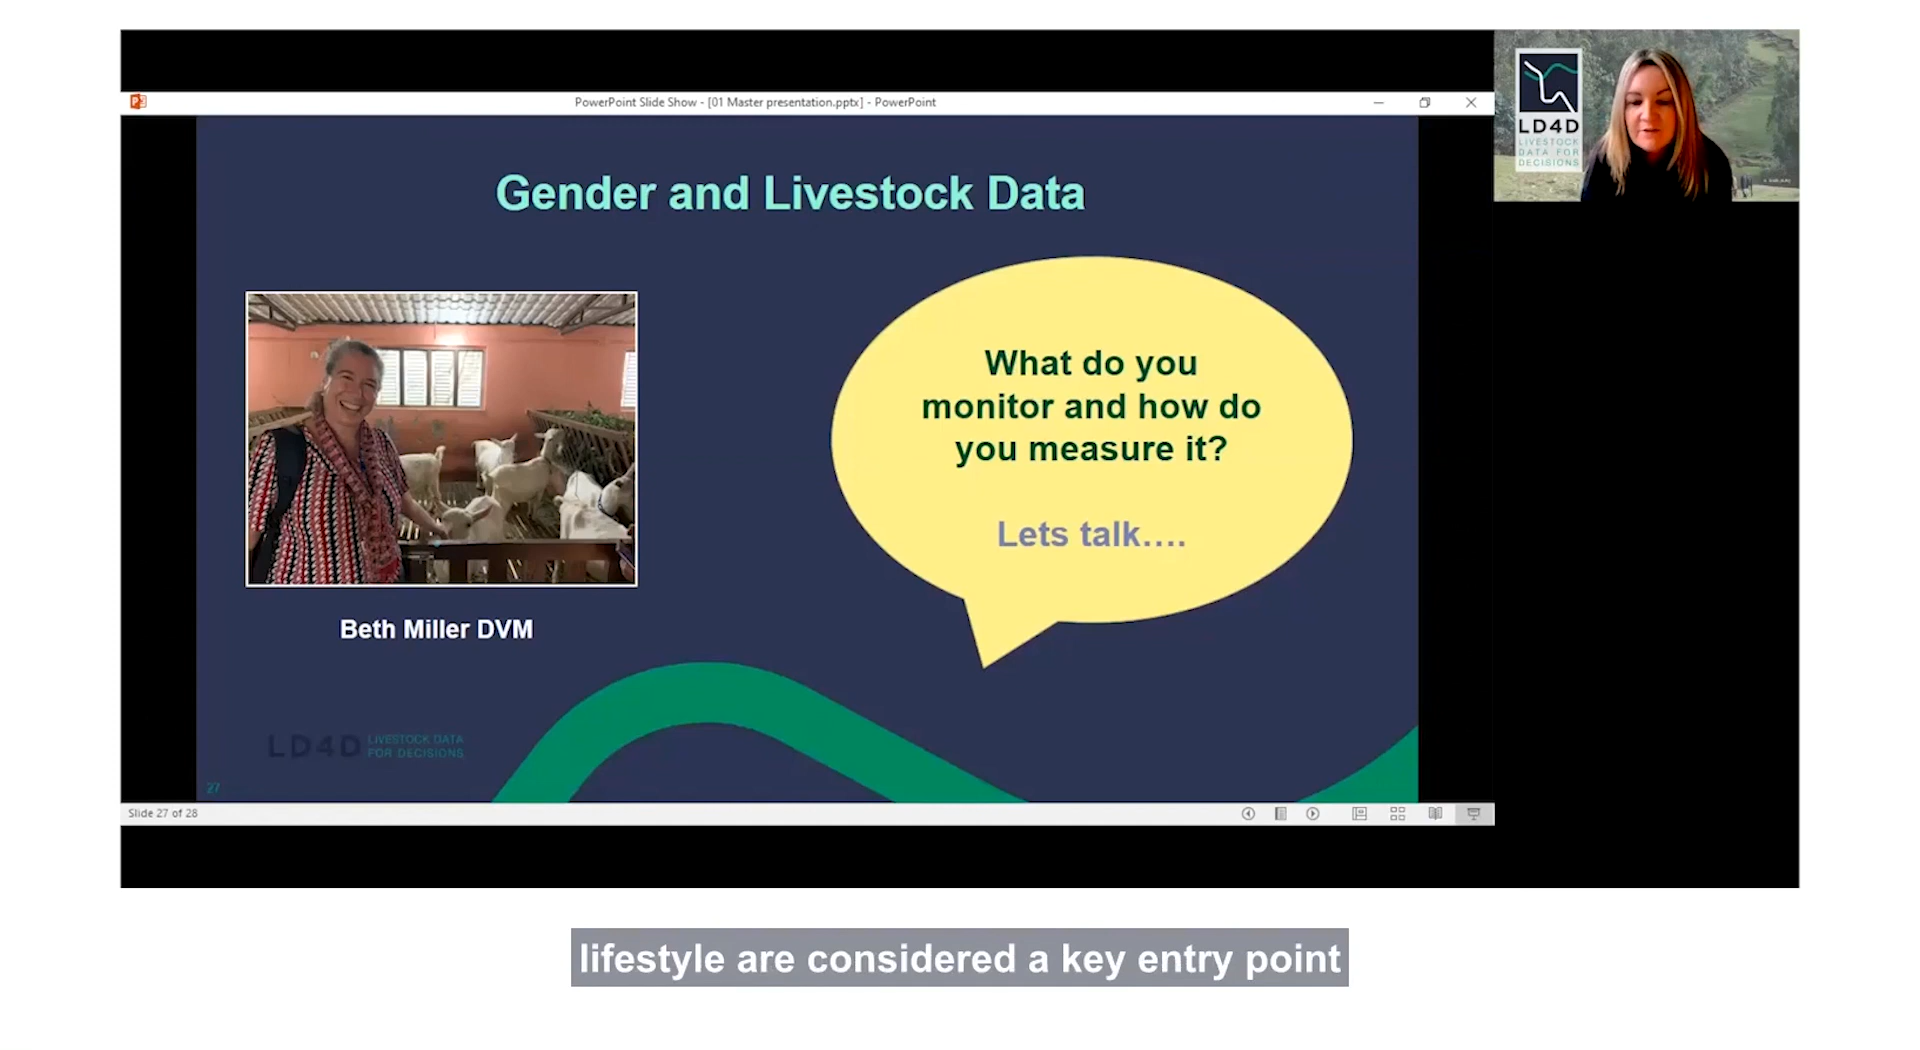 PowerPoint Slide Show - [01 Master presentation.pptx] - PowerPoint
LD4D
LIVESTOCK
DATA FOR
DECISIONS
Gender and Livestock Data
What do you
monitor and how do
you measure it?
Lets talk....
Beth Miller DVM
LD4D LIVESTOCK DATA
FOR DECISIONS
27
Slide 27 of 28
lifestyle are considered a key entry point